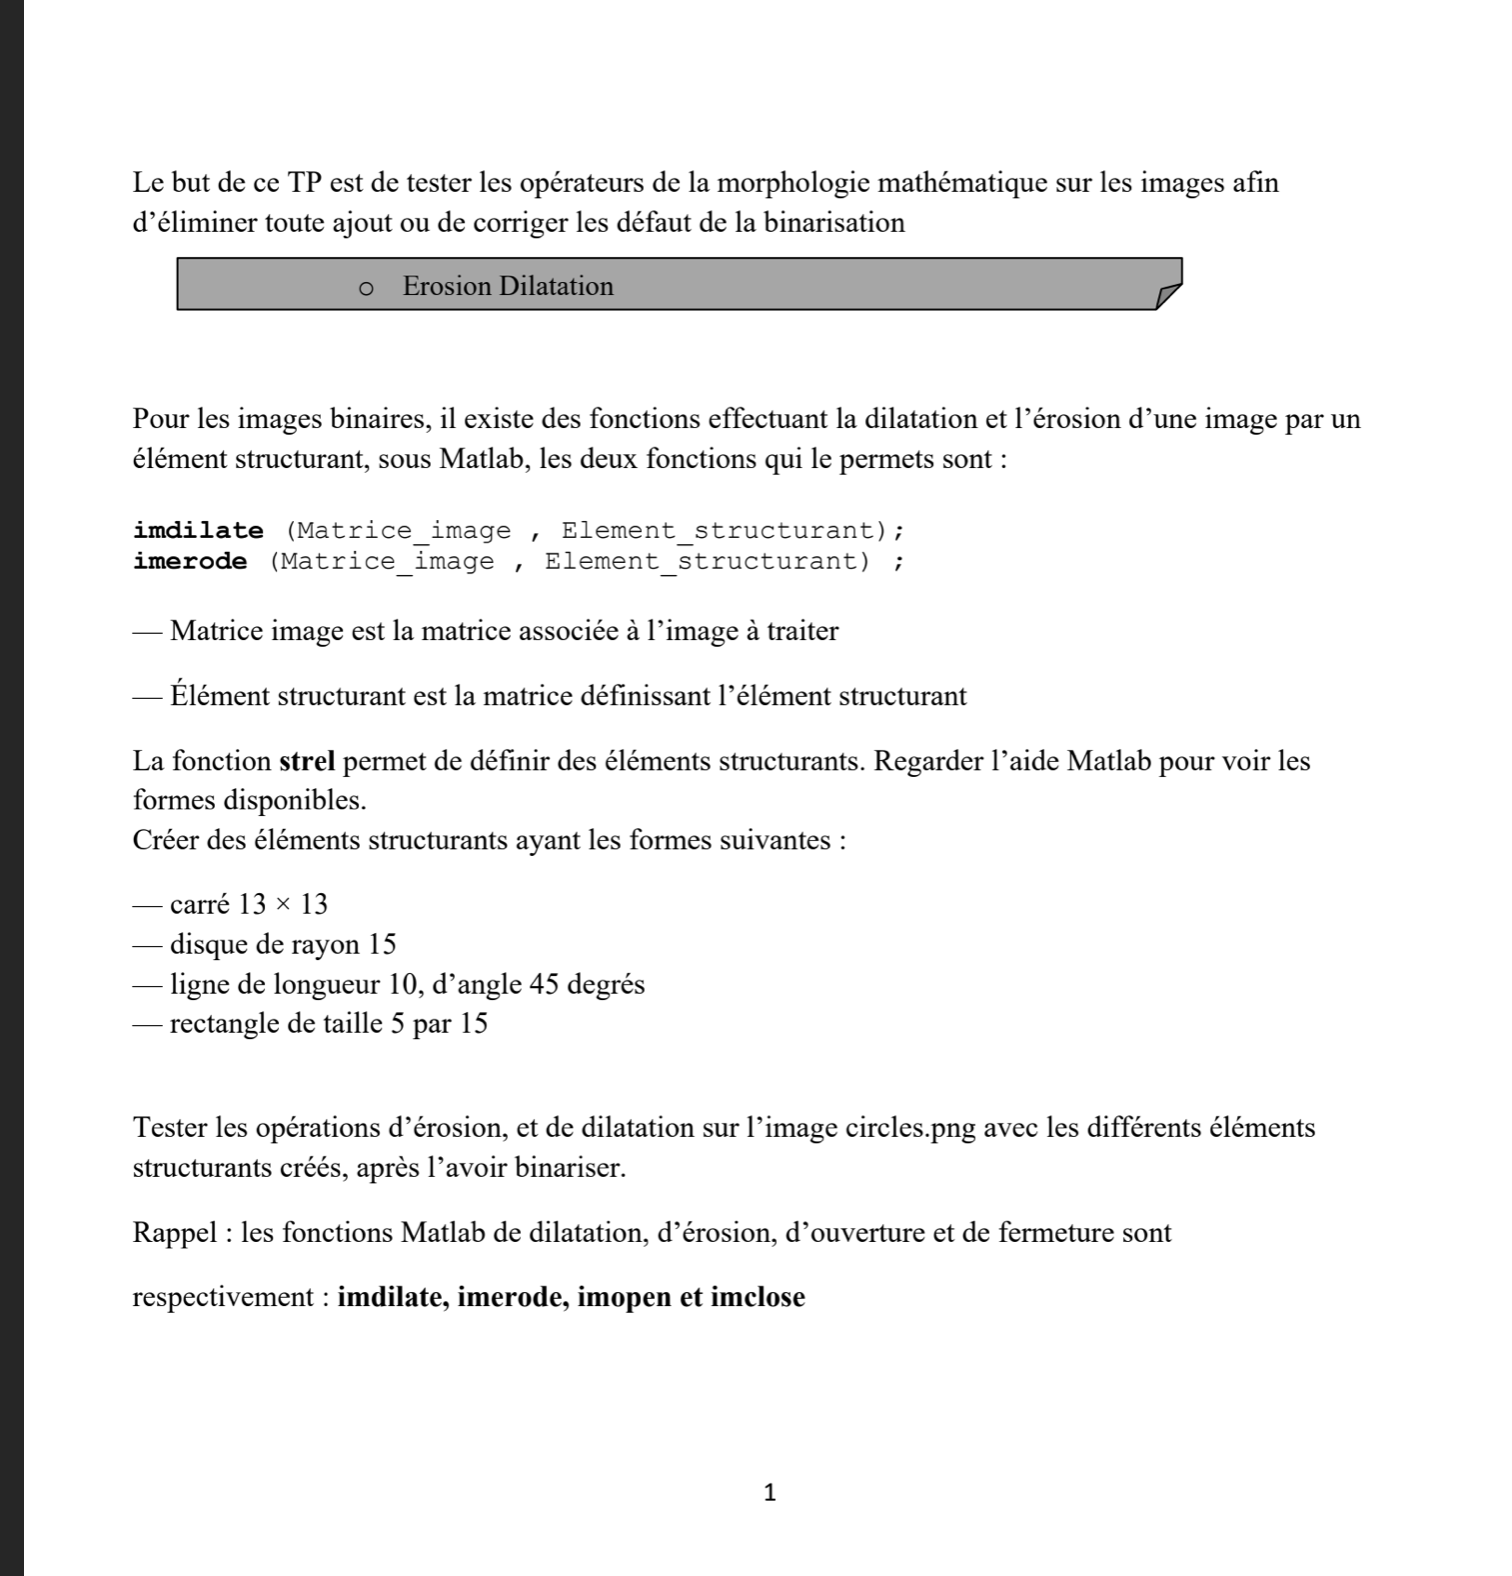 Le but de ce TP est de tester les opérateurs de la morphologie mathématique sur les images afin
d’éliminer toute ajout ou de corriger les défaut de la binarisation
o Erosion Dilatation
Pour les images binaires, il existe des fonctions effectuant la dilatation et l’érosion d’une image par un
élément structurant, sous Matlab, les deux fonctions qui le permets sont :
imdilate (Matrice_image , Element_structurant);
imerode (Matrice_image , Element_structurant) ;
— Matrice image est la matrice associée à l’image à traiter
— Élément structurant est la matrice définissant l’élément structurant
La fonction strel permet de définir des éléments structurants. Regarder l’aide Matlab pour voir les
formes disponibles.
Créer des éléments structurants ayant les formes suivantes :
— carré 13 × 13
— disque de rayon 15
— ligne de longueur 10, d’angle 45 degrés
— rectangle de taille 5 par 15
Tester les opérations d’érosion, et de dilatation sur l’image circles.png avec les différents éléments
structurants créés, après l’avoir binariser.
Rappel : les fonctions Matlab de dilatation, d’érosion, d’ouverture et de fermeture sont
respectivement : imdilate, imerode, imopen et imclose
1